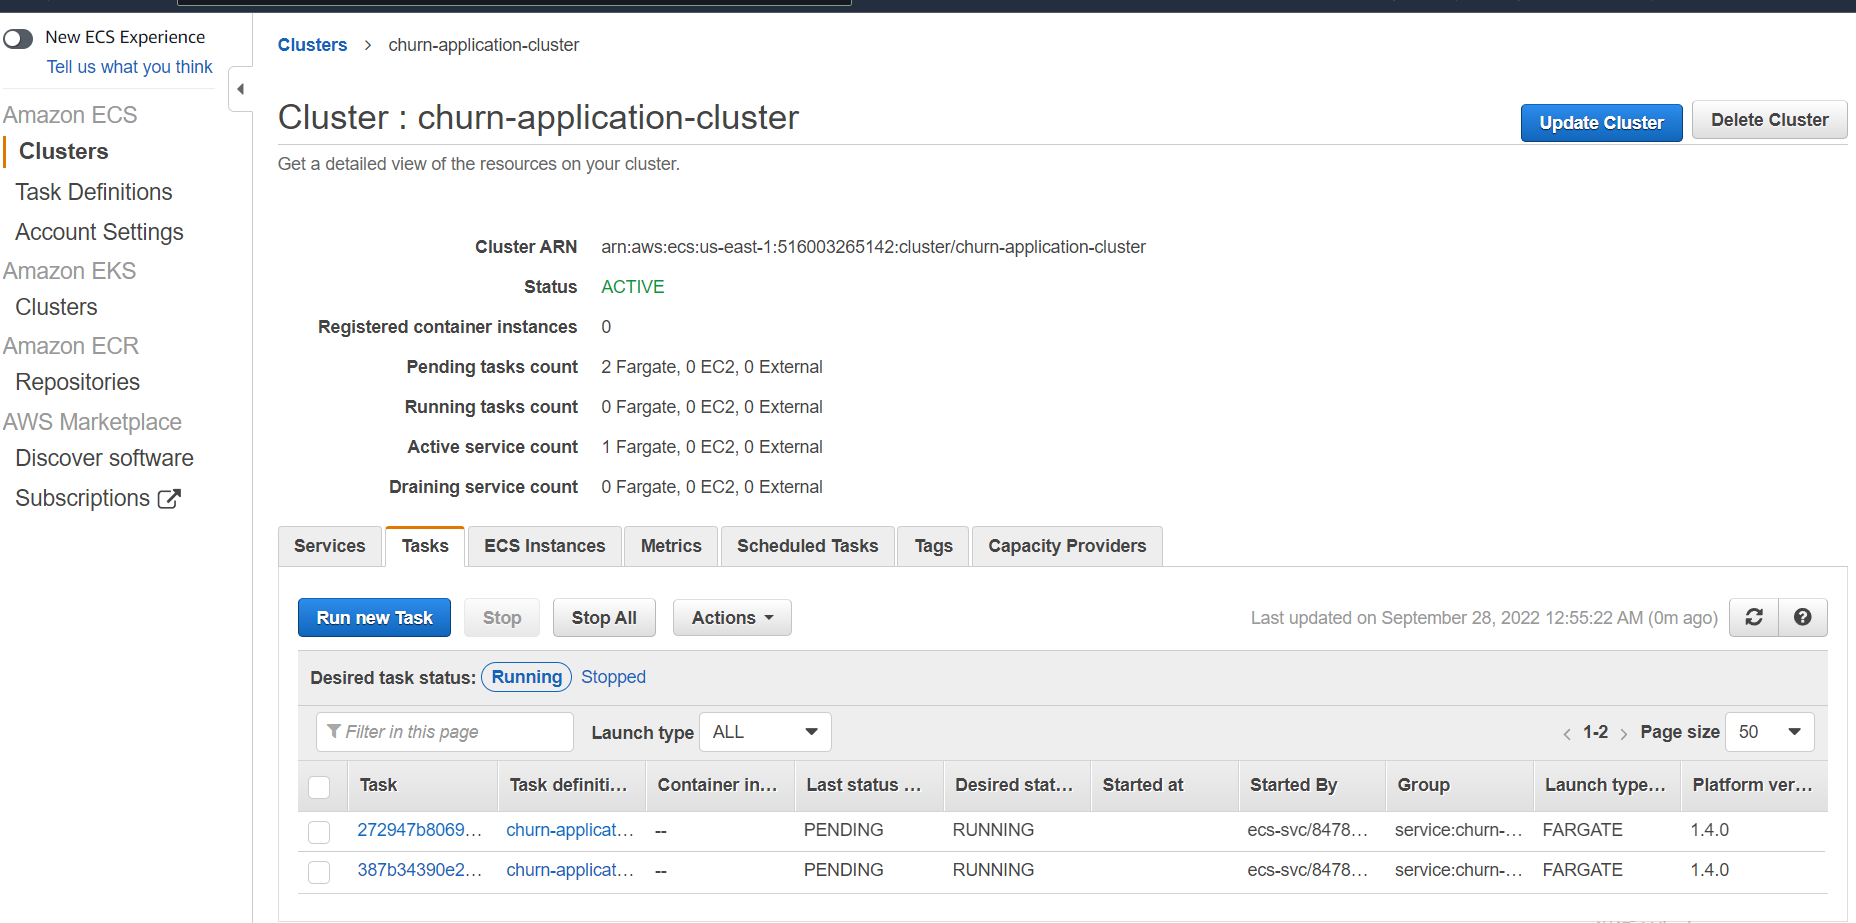 New ECS Experience
Tell us what you think
Amazon ECS
Clusters
Task Definitions
Account Settings
Amazon EKS
Clusters
Amazon ECR
Repositories
AWS Marketplace
Discover software
Subscriptions
Clusters > churn-application-cluster
Cluster : churn-application-cluster
Update Cluster Delete Cluster
Get a detailed view of the resources on your cluster.
Cluster ARN arn:aws:ecs:us-east-1:516003265142:cluster/churn-application-cluster
Status ACTIVE
Registered container instances 0
Pending tasks count 2 Fargate, 0 EC2, 0 External
Running tasks count 0 Fargate, 0 EC2, 0 External
Active service count 1 Fargate, 0 EC2, 0 External
Draining service count 0 Fargate, 0 EC2, 0 External
Services Tasks ECS Instances Metrics Scheduled Tasks Tags Capacity Providers
Run new Task Stop Stop All Actions Last updated on September 28, 2022 12:55:22 AM (0m ago)
Desired task status: Running Stopped
Filter in this page Launch type ALL < 1-2 > Page size 50
Task Task definiti... Container in... Last status ... Desired stat... Started at Started By Group Launch type... Platform ver...
272947b8069... churn-applicat... -- PENDING RUNNING ecs-svc/8478... service:churn-... FARGATE 1.4.0
387b34390e2... churn-applicat... -- PENDING RUNNING ecs-svc/8478... service:churn-... FARGATE 1.4.0